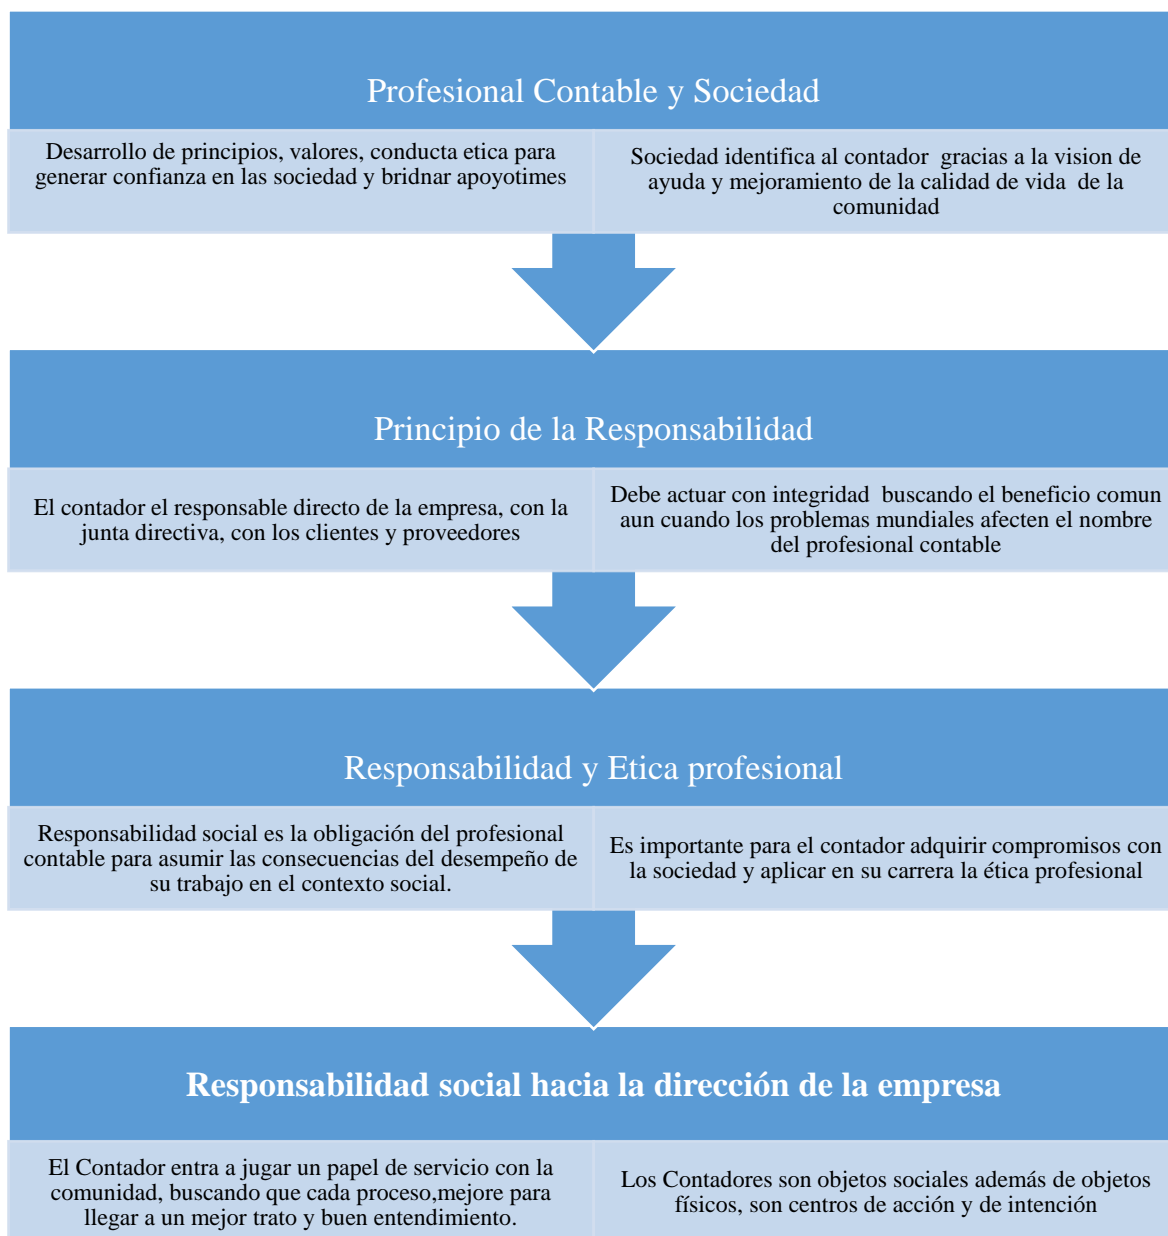 Profesional Contable y Sociedad
Desarrollo de principios, valores, conducta etica para
generar confianza en las sociedad y bridnar apoyotimes
Sociedad identifica al contador gracias a la vision de
ayuda y mejoramiento de la calidad de vida de la
comunidad
Principio de la Responsabilidad
El contador el responsable directo de la empresa, con la
junta directiva, con los clientes y proveedores
Debe actuar con integridad buscando el beneficio comun
aun cuando los problemas mundiales afecten el nombre
del profesional contable
Responsabilidad y Etica profesional
Responsabilidad social es la obligación del profesional
contable para asumir las consecuencias del desempeño de
su trabajo en el contexto social.
Es importante para el contador adquirir compromisos con
la sociedad y aplicar en su carrera la ética profesional
Responsabilidad social hacia la dirección de la empresa
El Contador entra a jugar un papel de servicio con la
comunidad, buscando que cada proceso,mejore para
llegar a un mejor trato y buen entendimiento.
Los Contadores son objetos sociales además de objetos
físicos, son centros de acción y de intención